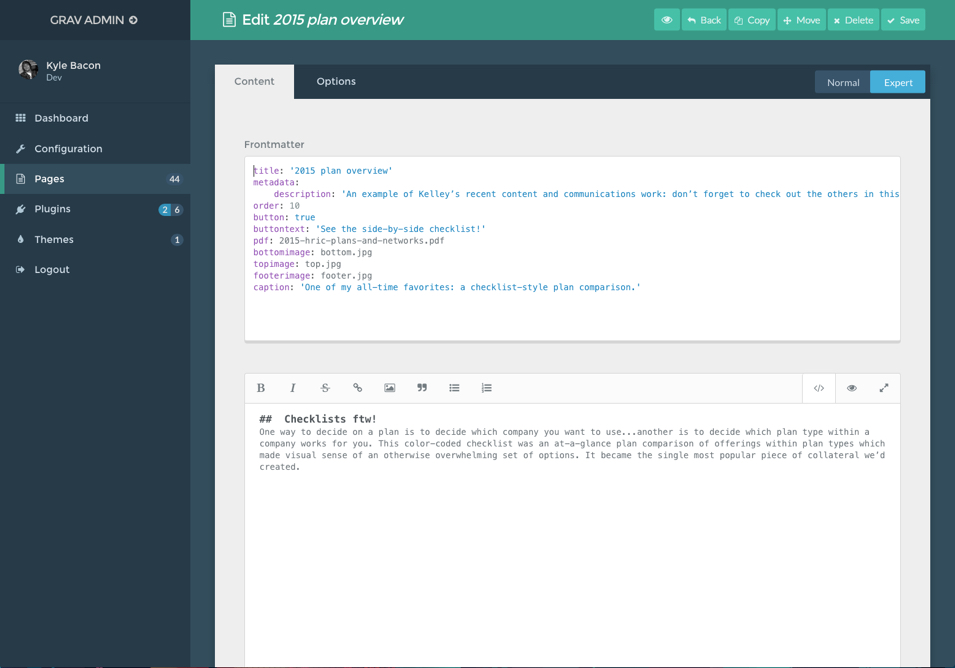 GRAV ADMIN
Edit 2015 plan overview
Back
Copy
Move
Delete
Save
Kyle Bacon
Dev
Dashboard
Configuration
Pages 44
Plugins 2 6
Themes 1
Logout
Content
Options
Normal
Expert
Frontmatter
title: '2015 plan overview'
metadata:
description: 'An example of Kelley’s recent content and communications work: don’t forget to check out the others in this
order: 10
button: true
buttontext: 'See the side-by-side checklist!'
pdf: 2015-hric-plans-and-networks.pdf
bottomimage: bottom.jpg
topimage: top.jpg
footerimage: footer.jpg
caption: 'One of my all-time favorites: a checklist-style plan comparison.'
B I S
## Checklists ftw!
One way to decide on a plan is to decide which company you want to use...another is to decide which plan type within a
company works for you. This color-coded checklist was an at-a-glance plan comparison of offerings within plan types which
made visual sense of an otherwise overwhelming set of options. It became the single most popular piece of collateral we'd
created.